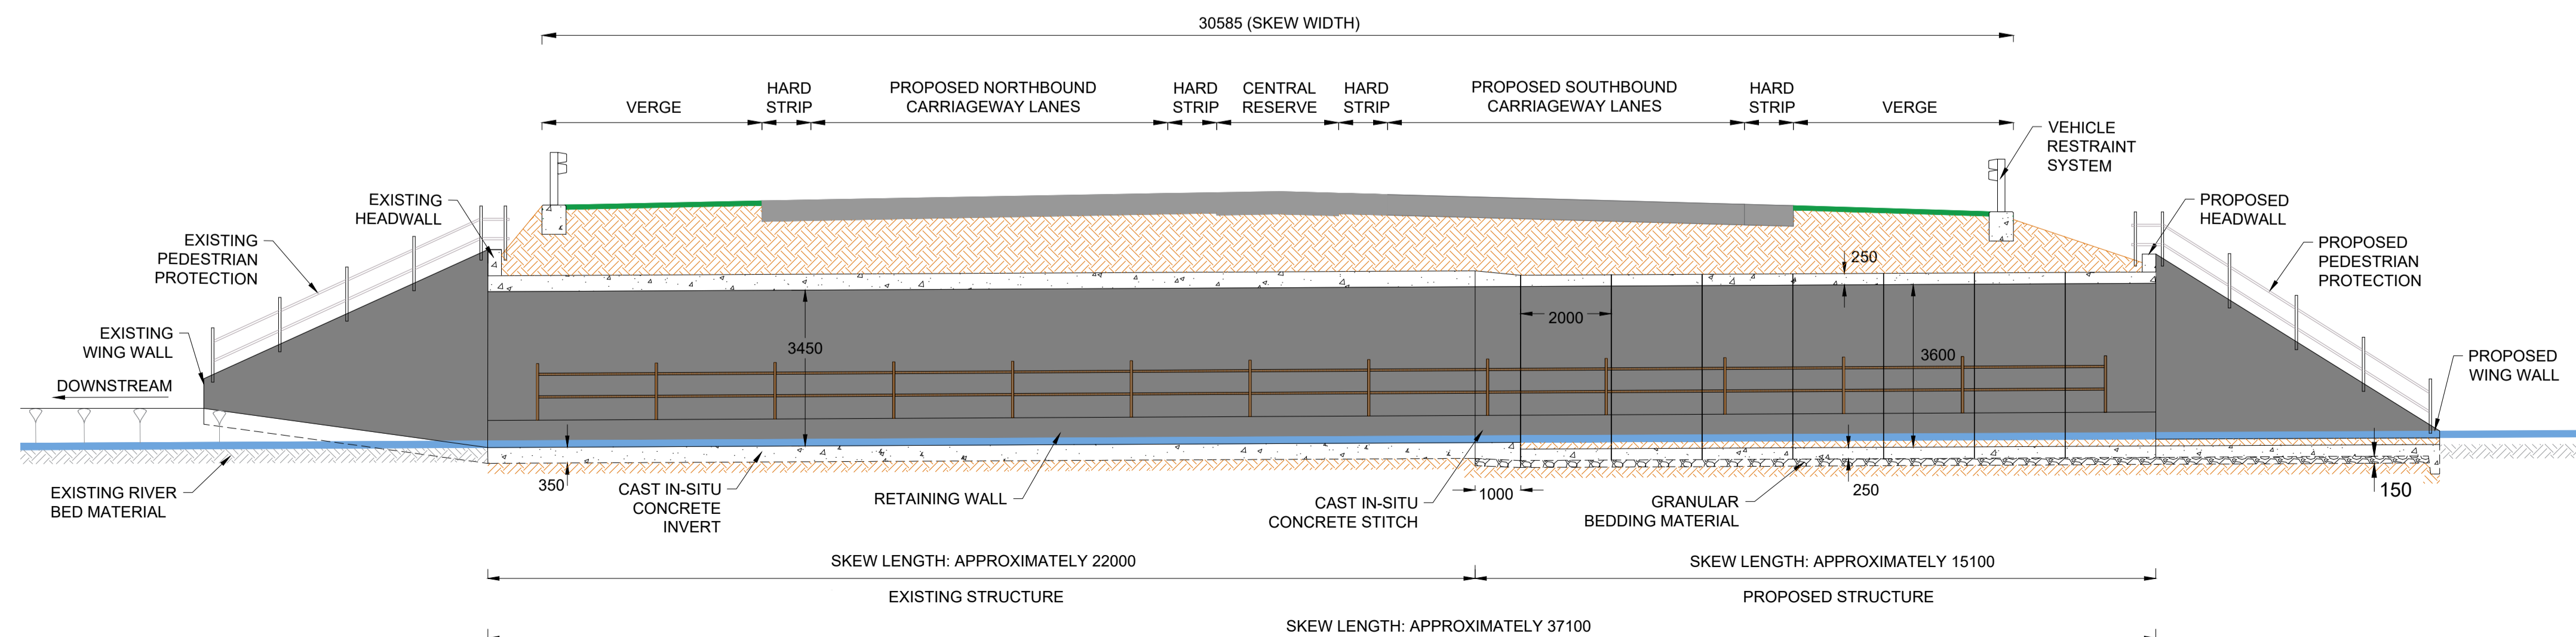 30585 (SKEW WIDTH)
VERGE
HARD
STRIP
PROPOSED NORTHBOUND
CARRIAGEWAY LANES
HARD
STRIP
CENTRAL
RESERVE
HARD
STRIP
PROPOSED SOUTHBOUND
CARRIAGEWAY LANES
HARD
STRIP
VERGE
VEHICLE
RESTRAINT
SYSTEM
EXISTING
HEADWALL
PROPOSED
HEADWALL
EXISTING
PEDESTRIAN
PROTECTION
PROPOSED
PEDESTRIAN
PROTECTION
250
2000
EXISTING
WING WALL
3450
3600
PROPOSED
WING WALL
DOWNSTREAM
EXISTING RIVER
BED MATERIAL
350
CAST IN-SITU
CONCRETE
INVERT
RETAINING WALL
CAST IN-SITU
CONCRETE STITCH
1000
GRANULAR
BEDDING MATERIAL
250
150
SKEW LENGTH: APPROXIMATELY 22000
SKEW LENGTH: APPROXIMATELY 15100
EXISTING STRUCTURE
PROPOSED STRUCTURE
SKEW LENGTH: APPROXIMATELY 37100